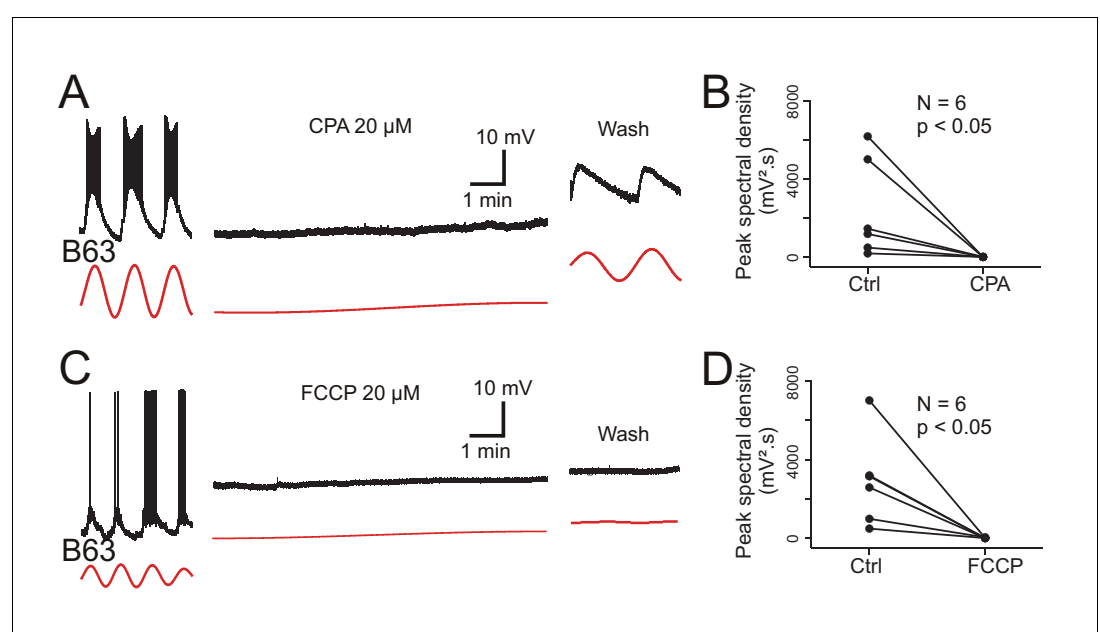 A
CPA 20 µM
10 mV
1 min
Wash
B63
B
Peak spectral density
(mV².s)
8000
4000
0
N = 6
p < 0.05
Ctrl
CPA
C
FCCP 20 µM
10 mV
1 min
Wash
B63
D
Peak spectral density
(mV².s)
8000
4000
0
N = 6
p < 0.05
Ctrl
FCCP